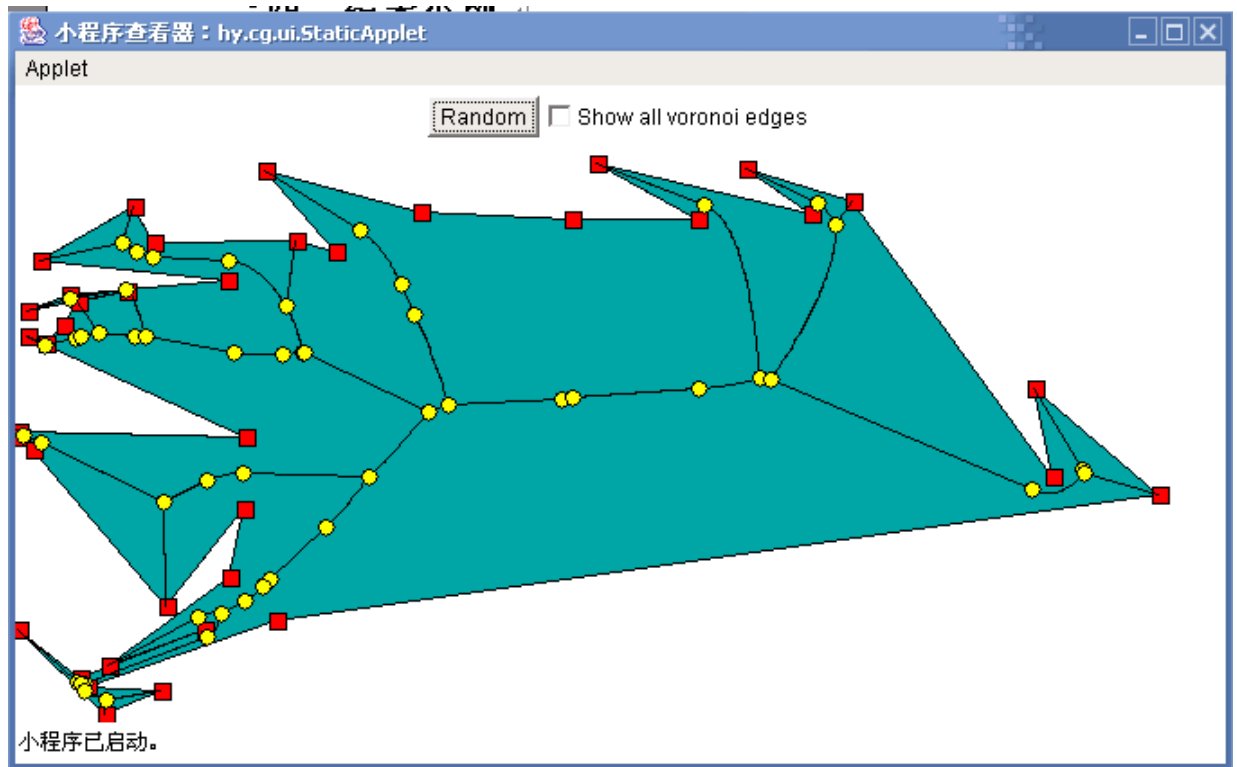 小程序查看器：hy.cg.ui.StaticApplet
Applet
Random Show all voronoi edges
小程序已启动。